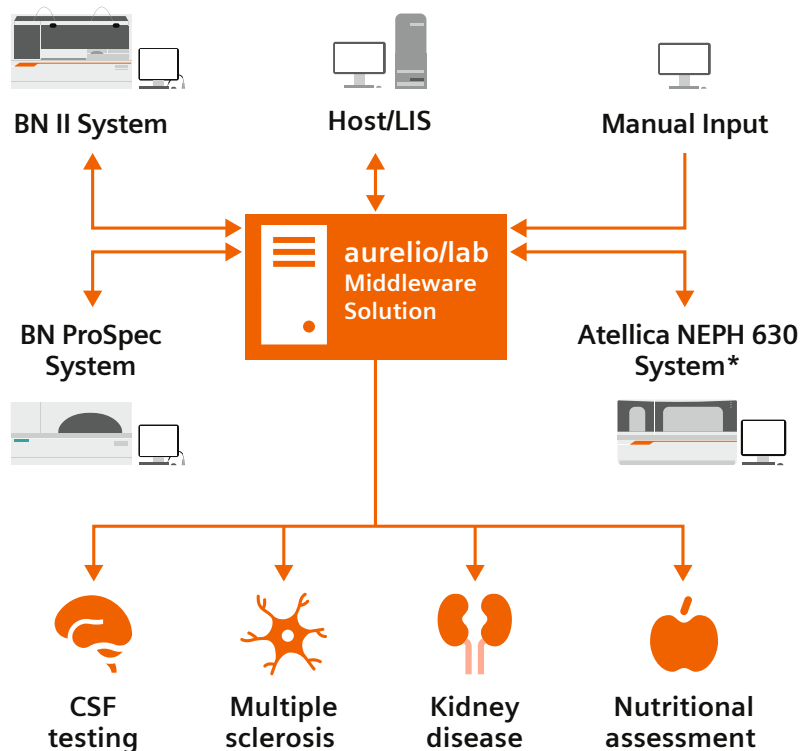 BN II System
Host/LIS
Manual Input
aurelio/lab
Middleware
Solution
BN ProSpec
System
Atellica NEPH 630
System*
CSF
testing
Multiple
sclerosis
Kidney
disease
Nutritional
assessment